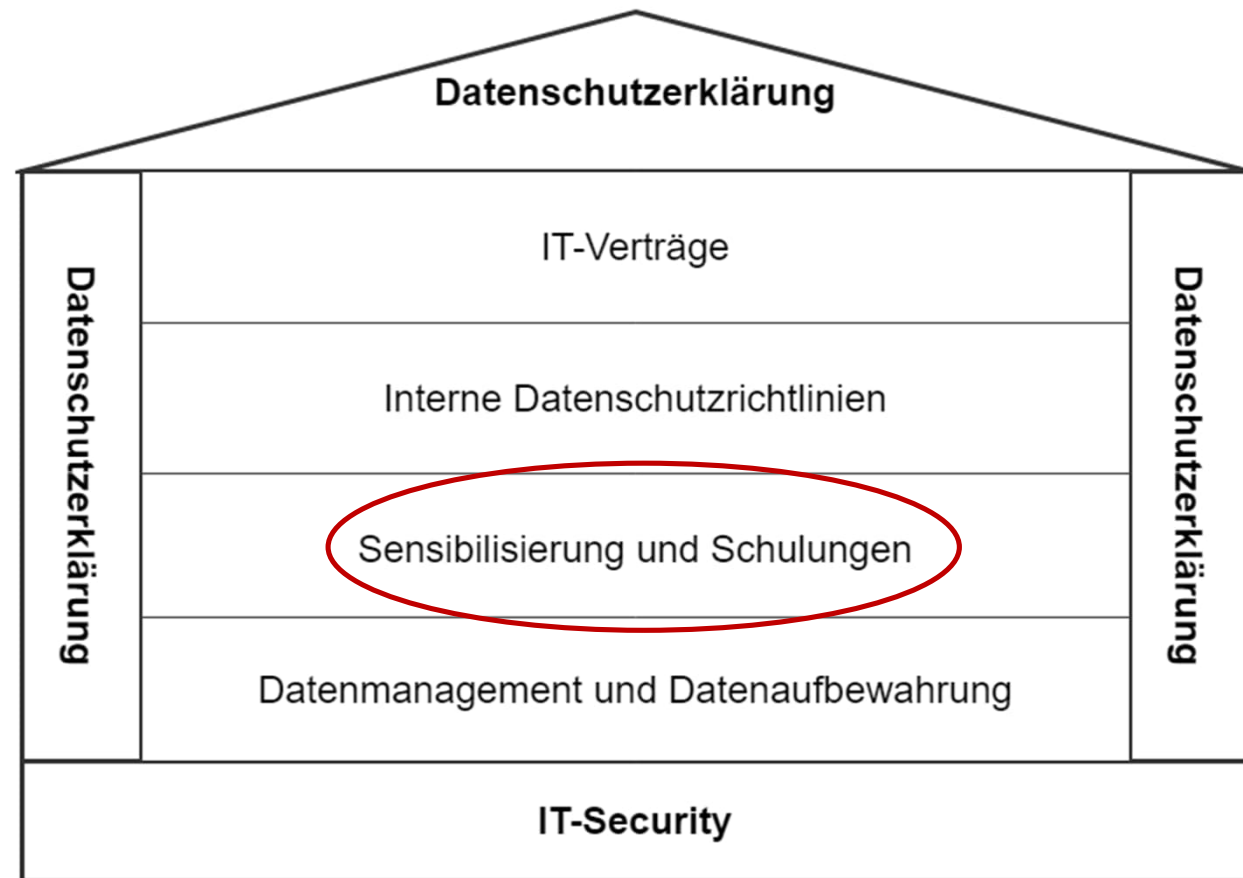 Datenschutzerklärung
IT-Verträge
Datenschutzerklärung
Datenschutzerklärung
Interne Datenschutzrichtlinien
Sensibilisierung und Schulungen
Datenmanagement und Datenaufbewahrung
IT-Security